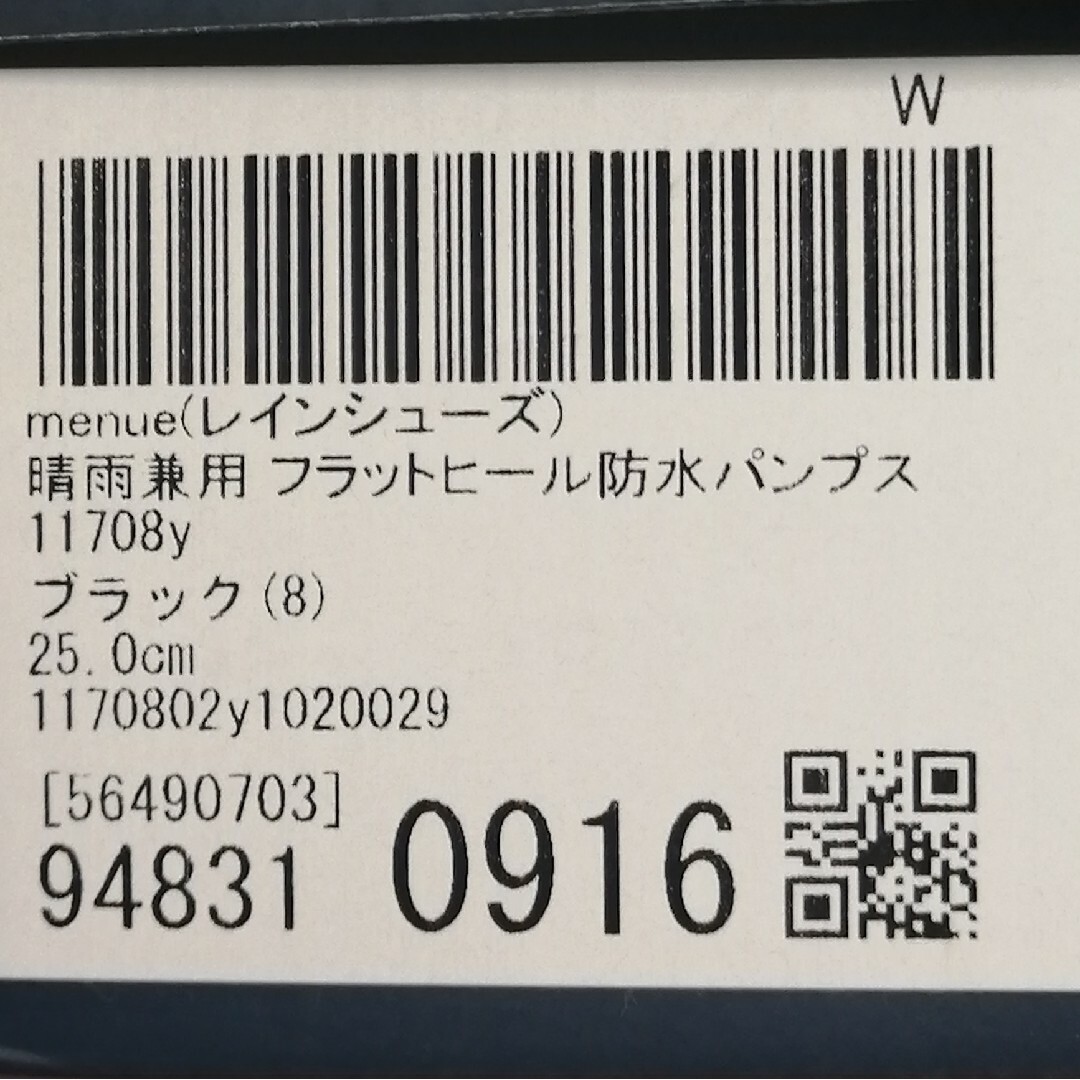 W
menue(レインシューズ)
晴雨兼用 フラットヒール防水パンプス
11708y
ブラック(8)
25.0cm
1170802y1020029
[56490703]
94831 0916